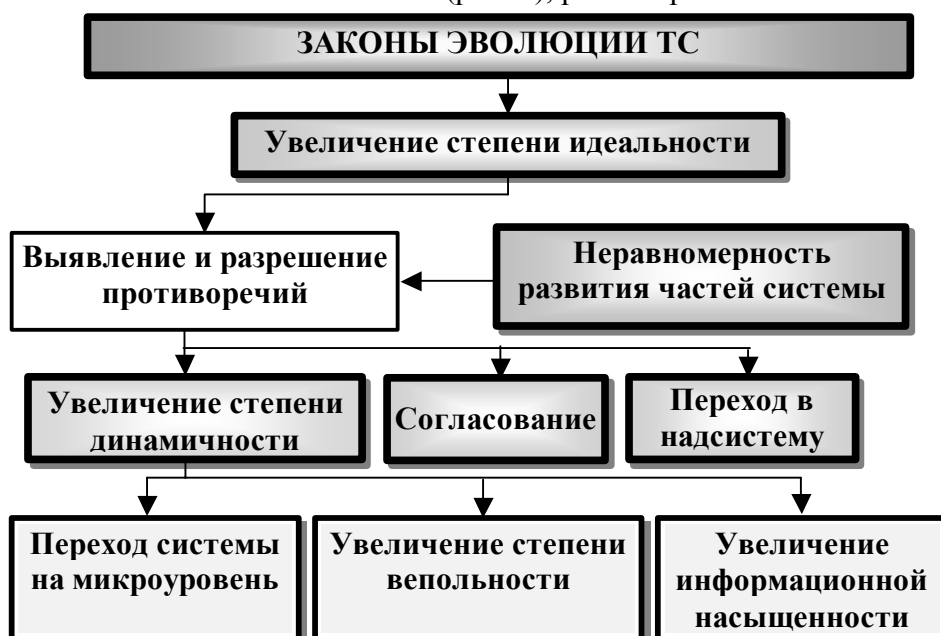 ЗАКОНЫ ЭВОЛЮЦИИ ТС
Увеличение степени идеальности
Выявление и разрешение
противоречий
Неравномерность
развития частей системы
Увеличение степени
динамичности
Согласование
Переход в
надсистему
Переход системы
на микроуровень
Увеличение степени
вепольности
Увеличение
информационной
насыщенности